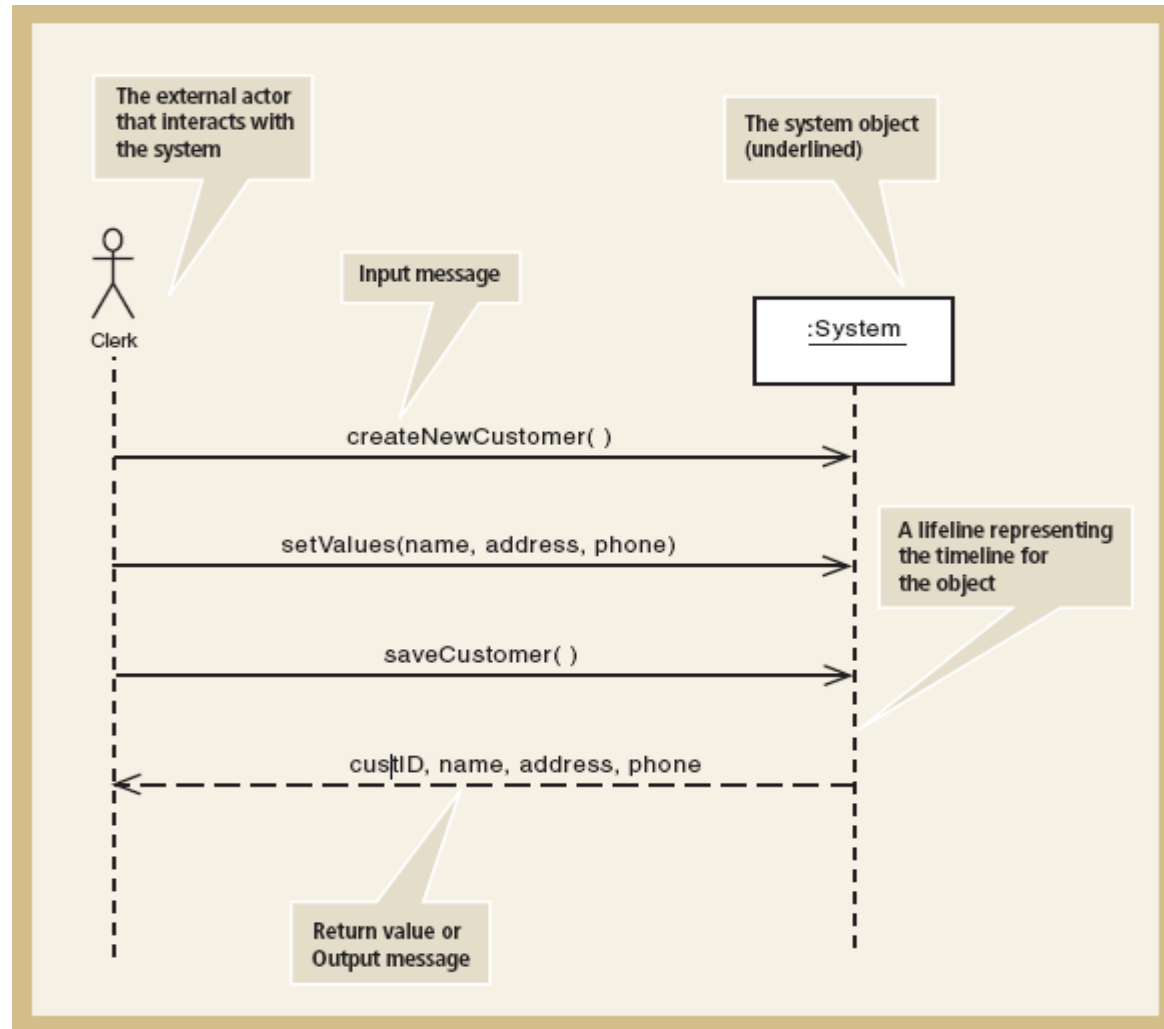 The external actor
that interacts with
the system
The system object
(underlined)
Input message
Clerk
:System
createNewCustomer( )
setValues(name, address, phone)
A lifeline representing
the timeline for
the object
saveCustomer( )
custID, name, address, phone
Return value or
Output message